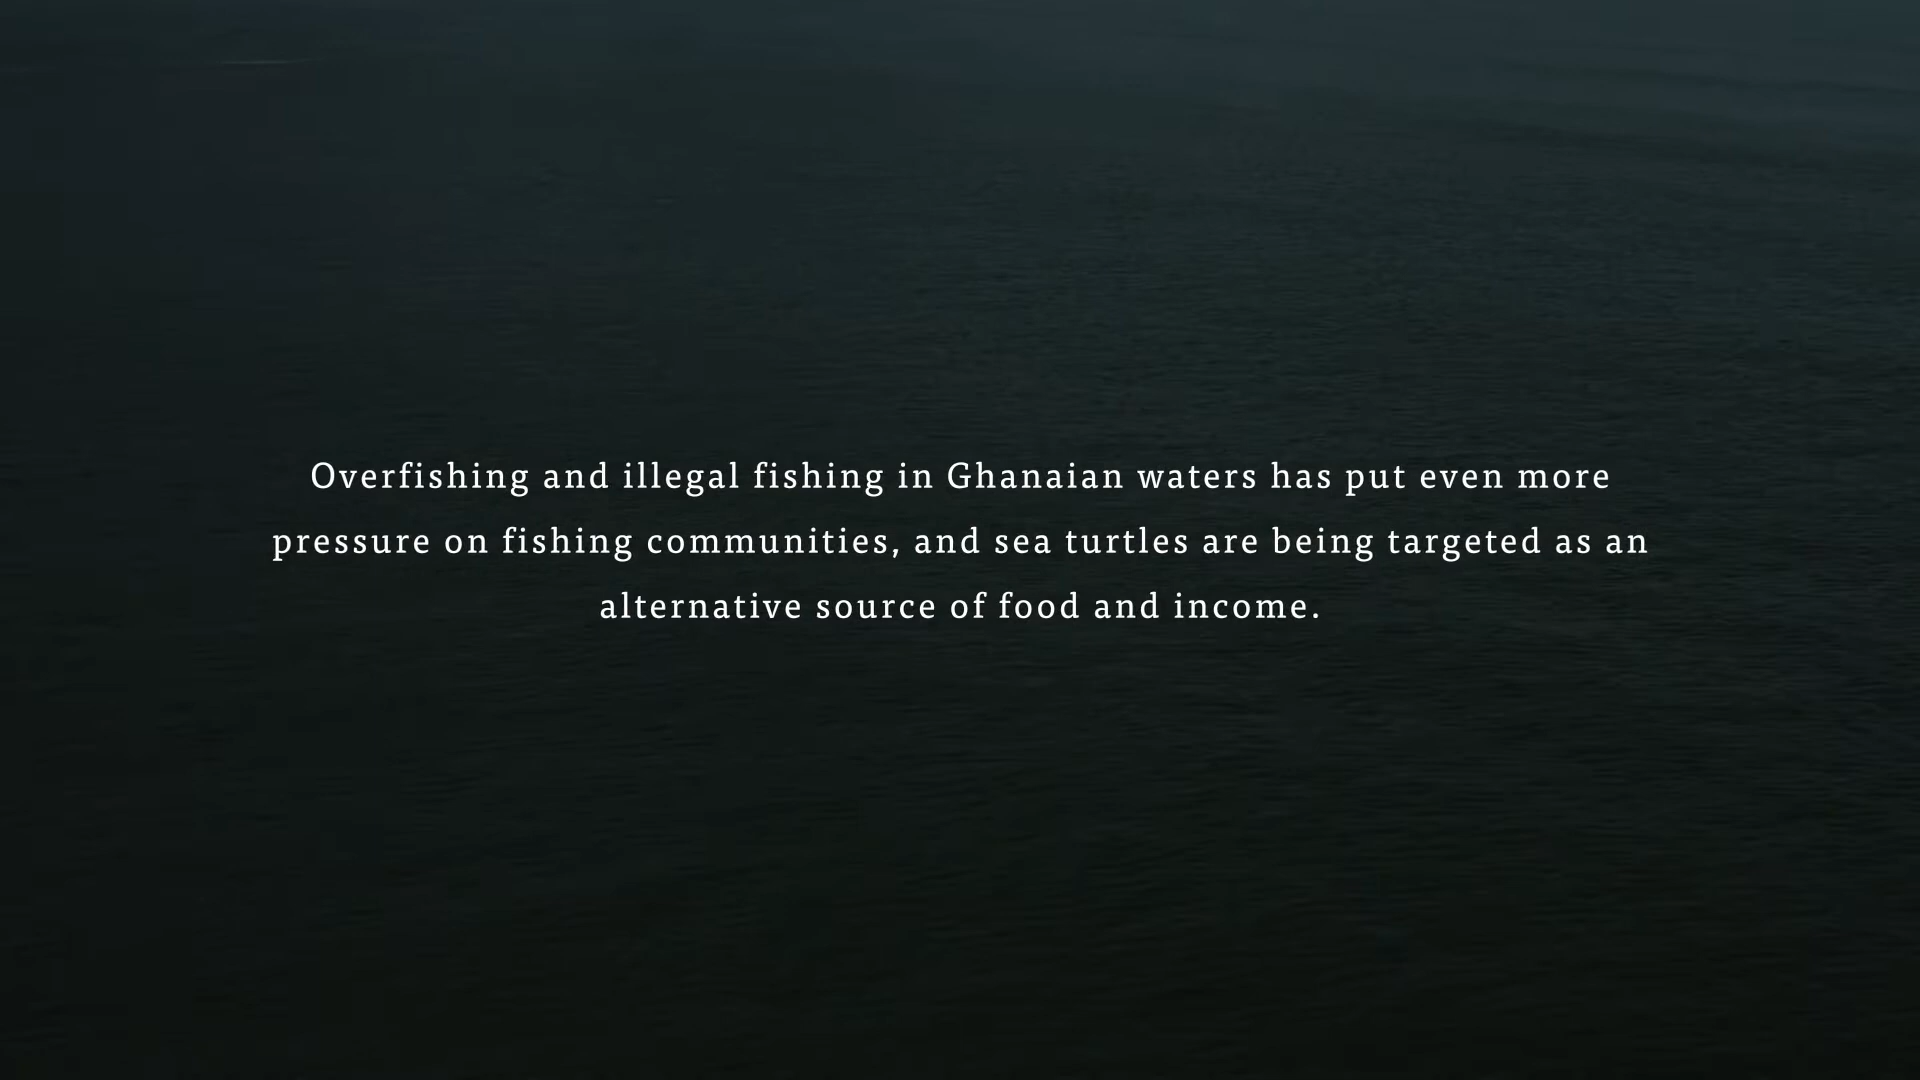 Overfishing and illegal fishing in Ghanaian waters has put even more
pressure on fishing communities, and sea turtles are being targeted as an
alternative source of food and income.